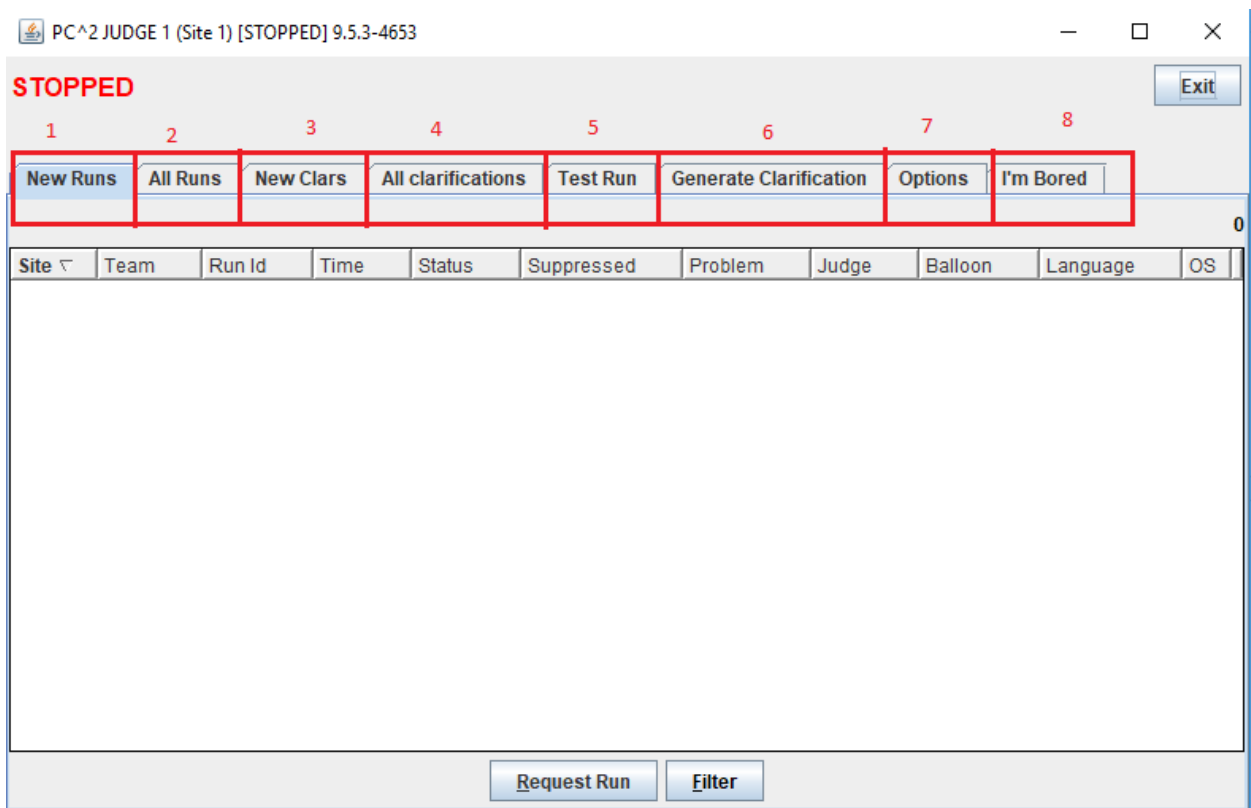 PC^2 JUDGE 1 (Site 1) [STOPPED] 9.5.3-4653
STOPPED Exit
1 2 3 4 5 6 7 8
New Runs All Runs New Clars All clarifications Test Run Generate Clarification Options I'm Bored
0
Site Team Run Id Time Status Suppressed Problem Judge Balloon Language OS
Request Run Filter